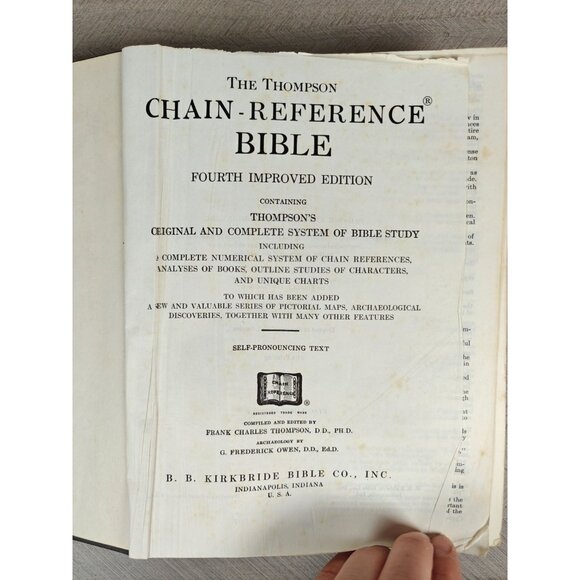 THE THOMPSON
CHAIN-REFERENCE®
BIBLE
FOURTH IMPROVED EDITION
CONTAINING
THOMPSON'S
ORIGINAL AND COMPLETE SYSTEM OF BIBLE STUDY
INCLUDING
COMPLETE NUMERICAL SYSTEM OF CHAIN REFERENCES,
ANALYSES OF BOOKS, OUTLINE STUDIES OF CHARACTERS,
AND UNIQUE CHARTS
TO WHICH HAS BEEN ADDED
A NEW AND VALUABLE SERIES OF PICTORIAL MAPS, ARCHAEOLOGICAL
DISCOVERIES, TOGETHER WITH MANY OTHER FEATURES
SELF-PRONOUNCING TEXT
CHAIN
REFERENCE
®
REGISTERED TRADE MARK
COMPILED AND EDITED BY
FRANK CHARLES THOMPSON, D.D., PH.D.
ARCHAEOLOGY BY
G. FREDERICK OWEN, D.D., Ed.D.
B. B. KIRKBRIDE BIBLE CO., INC.
INDIANAPOLIS, INDIANA
U. S. A.